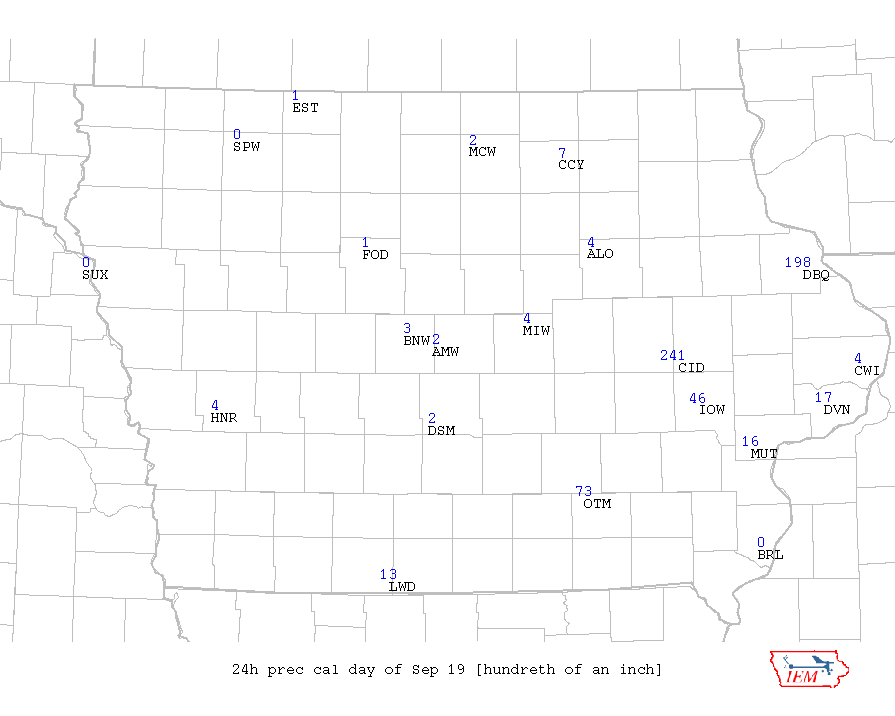 1
EST
0
SPW
2
MCW
7
CCY
1
FOD
4
ALO
0
SUX
198
DBQ
3
BNW
2
AMW
4
MIW
241
CID
4
CWI
4
HNR
46
IOW
17
DVN
2
DSM
16
MUT
73
OTM
0
BRL
13
LWD
24h prec cal day of Sep 19 [hundreth of an inch]
IEM